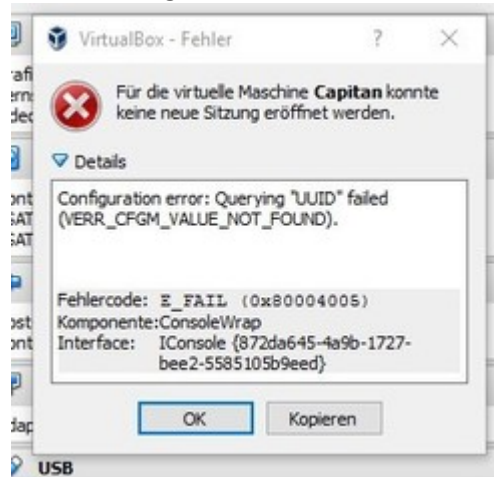 VirtualBox - Fehler
Für die virtuelle Maschine Capitan konnte
keine neue Sitzung eröffnet werden.
Details
Configuration error: Querying "UUID" failed
(VERR_CFGM_VALUE_NOT_FOUND).
Fehlercode: E_FAIL (0x80004005)
Komponente:ConsoleWrap
Interface: IConsole {872da645-4a9b-1727-
bee2-5585105b9eed}
OK Kopieren
USB